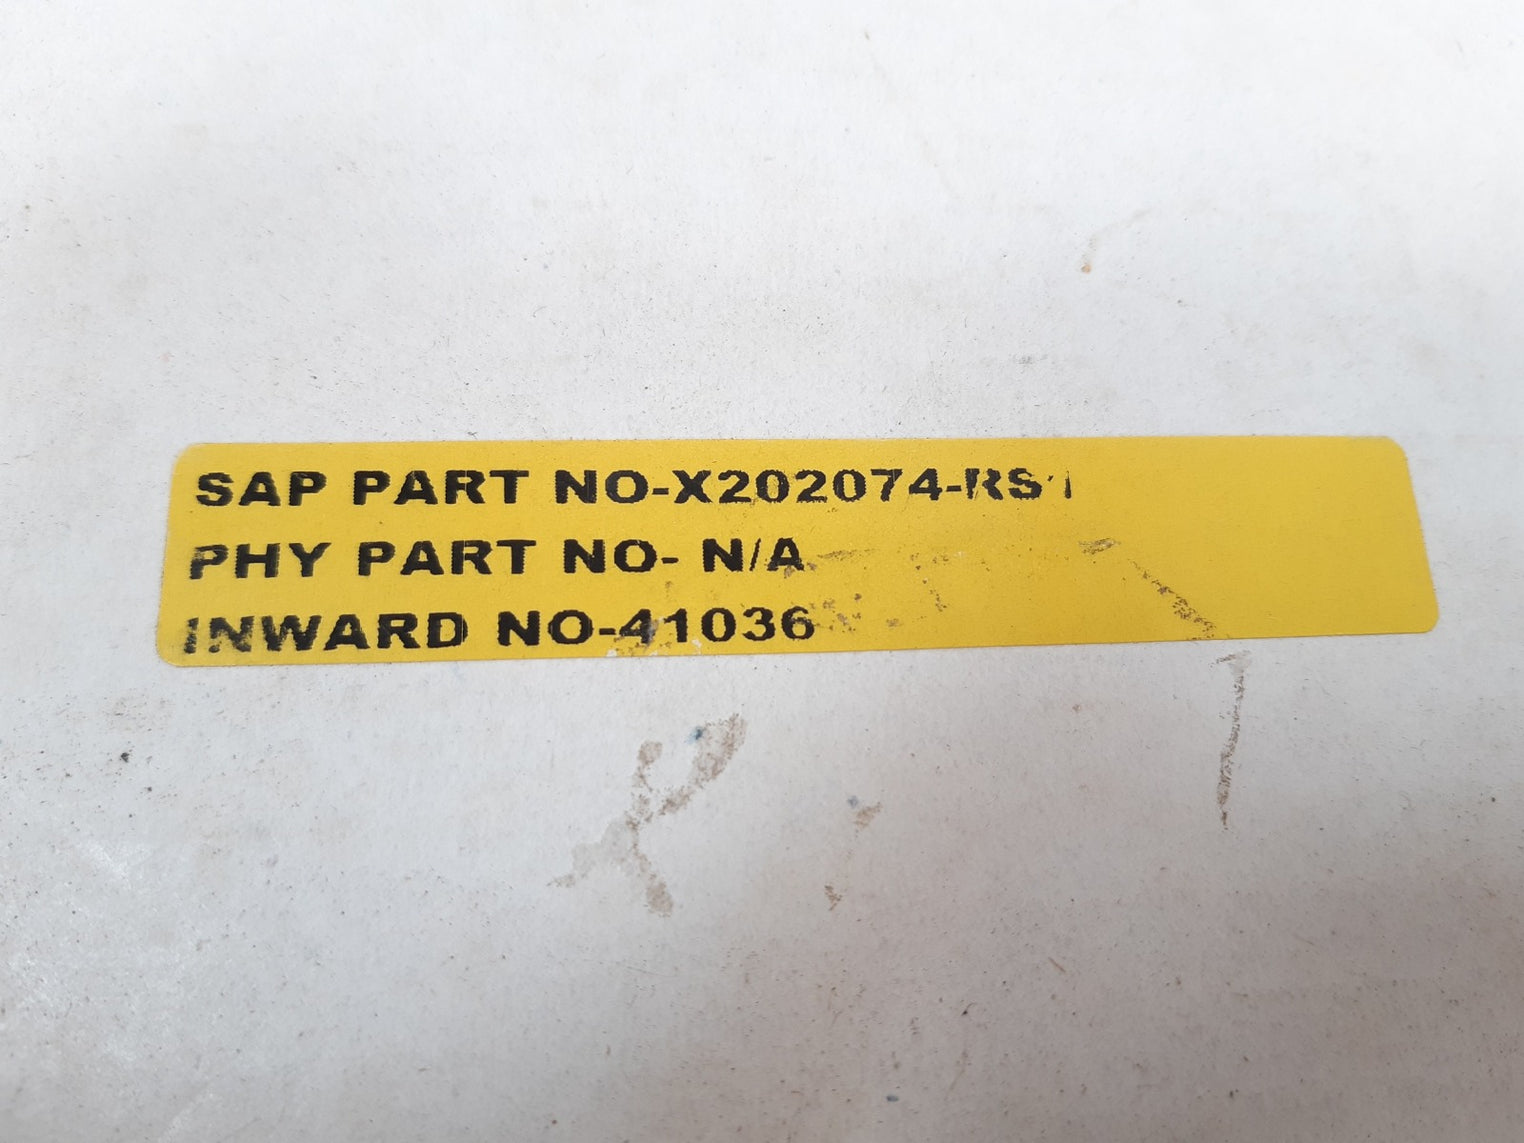 SAP PART NO-X202074-RS1
PHY PART NO- N/A
INWARD NO-41036